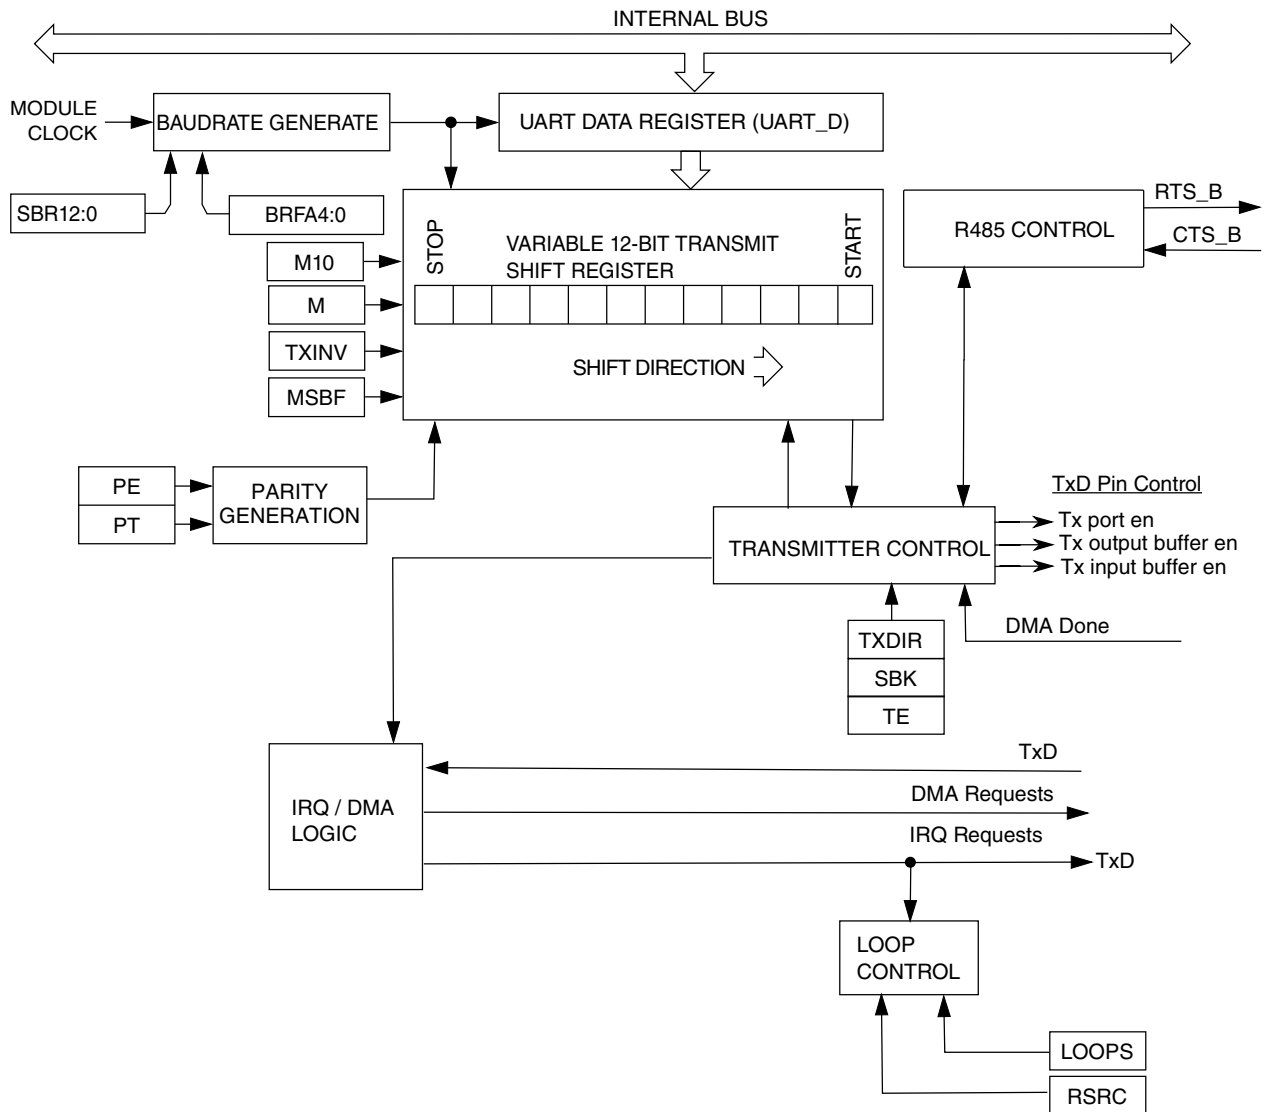 INTERNAL BUS
MODULE
CLOCK
BAUDRATE GENERATE
UART DATA REGISTER (UART_D)
SBR12:0
BRFA4:0
RTS_B
R485 CONTROL
CTS_B
STOP
VARIABLE 12-BIT TRANSMIT
SHIFT REGISTER
START
M10
M
TXINV
SHIFT DIRECTION
MSBF
PE
PT
PARITY
GENERATION
TxD Pin Control
Tx port en
TRANSMITTER CONTROL
Tx output buffer en
Tx input buffer en
DMA Done
TXDIR
SBK
TE
TxD
IRQ / DMA
LOGIC
DMA Requests
IRQ Requests
TxD
LOOP
CONTROL
LOOPS
RSRC